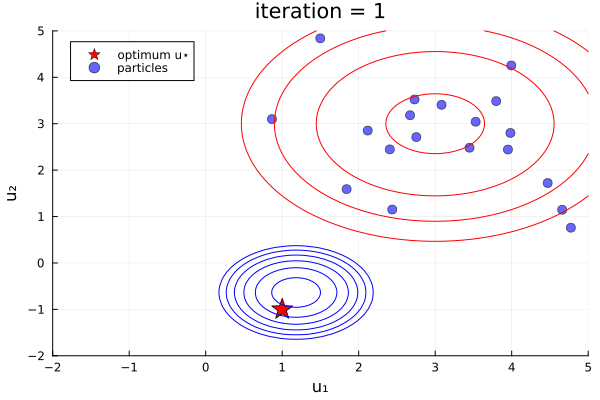 iteration = 1
optimum u⋆
particles
u₂
5
4
3
2
1
0
−1
−2
−2 −1 0 1 2 3 4 5
u₁